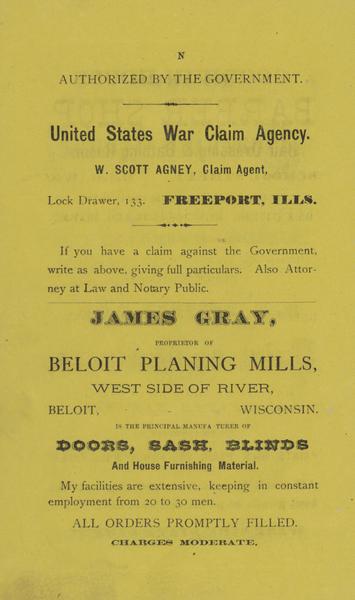 N
AUTHORIZED BY THE GOVERNMENT.
United States War Claim Agency.
W. SCOTT AGNEY, Claim Agent,
Lock Drawer, 133. FREEPORT, ILLS.
If you have a claim against the Government,
write as above, giving full particulars. Also Attor-
ney at Law and Notary Public.
JAMES GRAY,
PROPRIETOR OF
BELOIT PLANING MILLS,
WEST SIDE OF RIVER,
BELOIT, - WISCONSIN.
IS THE PRINCIPAL MANUFA TURER OF
DOORS, SASH, BLINDS
And House Furnishing Material.
My facilities are extensive, keeping in constant
employment from 20 to 30 men.
ALL ORDERS PROMPTLY FILLED.
CHARGES MODERATE.